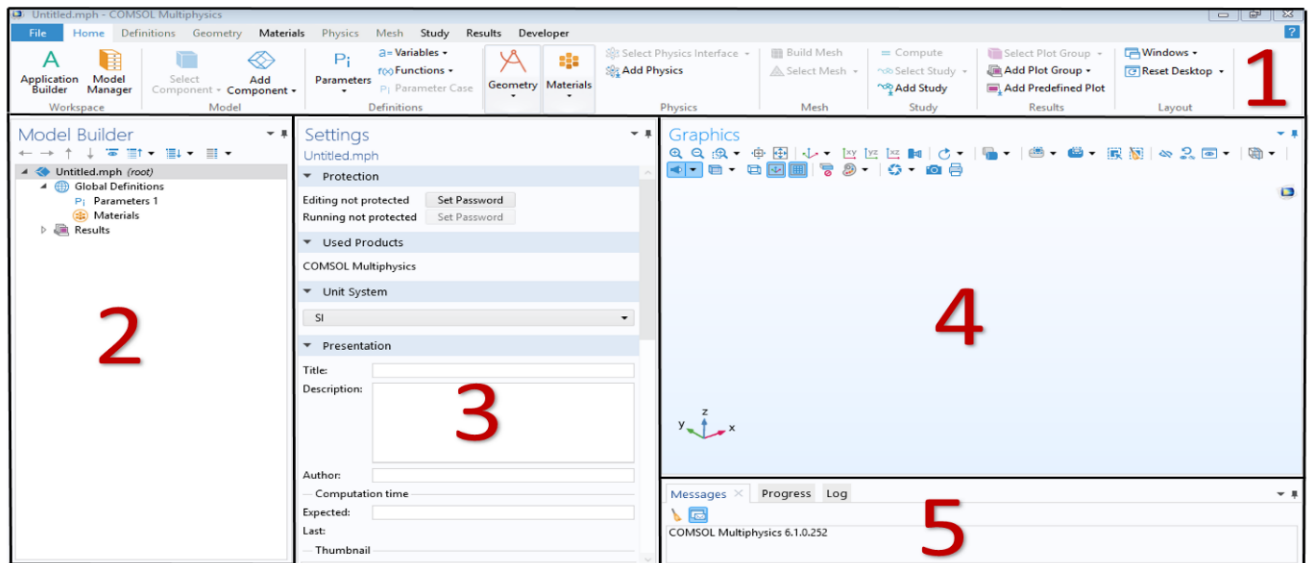 Untitled.mph - COMSOL Multiphysics
File Home Definitions Geometry Materials Physics Mesh Study Results Developer ?
A Application Builder
Model Manager
Workspace
Select Component
Add Component
Model
Pi Parameters
a= Variables
f(x) Functions
Pi Parameter Case
Definitions
Geometry
Materials
Select Physics Interface
Add Physics
Physics
Build Mesh
Select Mesh
Mesh
= Compute
Select Study
Add Study
Study
Select Plot Group
Add Plot Group
Add Predefined Plot
Results
Windows
Reset Desktop
Layout
1
Model Builder
Untitled.mph (root)
Global Definitions
Pi Parameters 1
Materials
Results
2
Settings
Untitled.mph
Protection
Editing not protected Set Password
Running not protected Set Password
Used Products
COMSOL Multiphysics
Unit System
SI
Presentation
Title:
Description:
3
Author:
Computation time
Expected:
Last:
Thumbnail
Graphics
xy yz xz
4
z
y x
Messages Progress Log
COMSOL Multiphysics 6.1.0.252
5